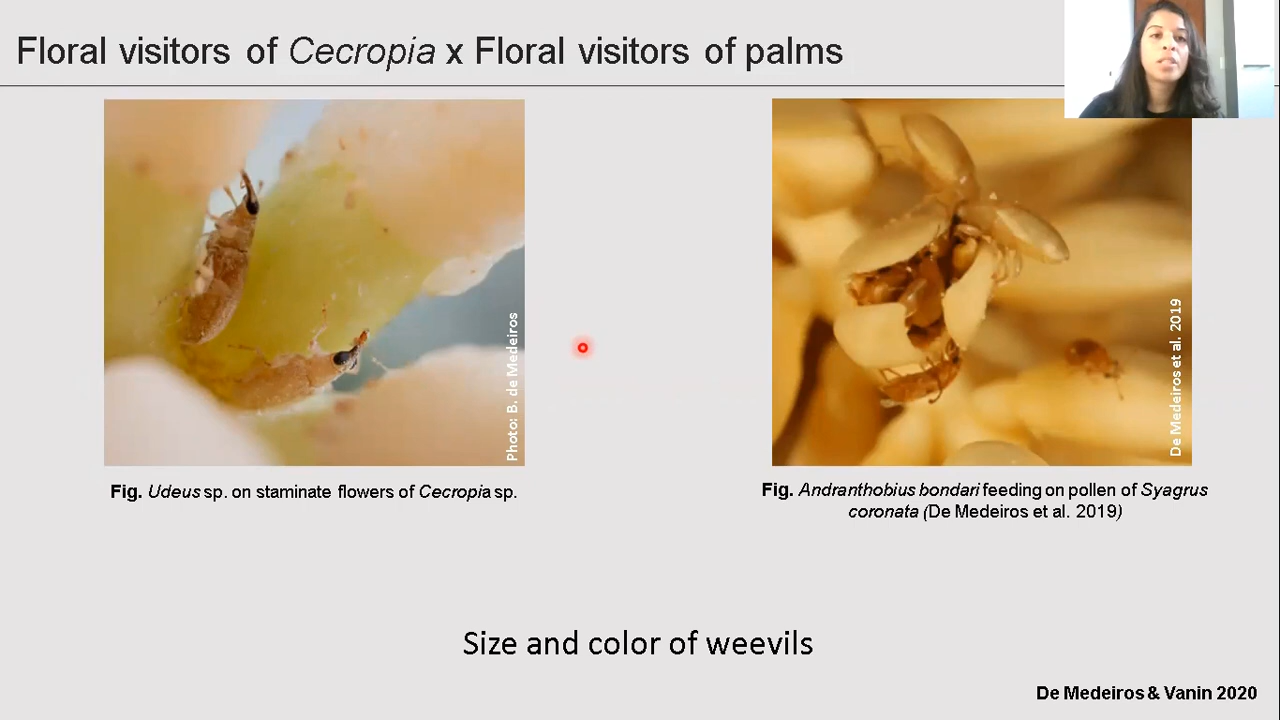 Floral visitors of Cecropia x Floral visitors of palms
Photo: B. de Medeiros
De Medeiros et al. 2019
Fig. Udeus sp. on staminate flowers of Cecropia sp.
Fig. Andranthobius bondari feeding on pollen of Syagrus
coronata (De Medeiros et al. 2019)
Size and color of weevils
De Medeiros & Vanin 2020